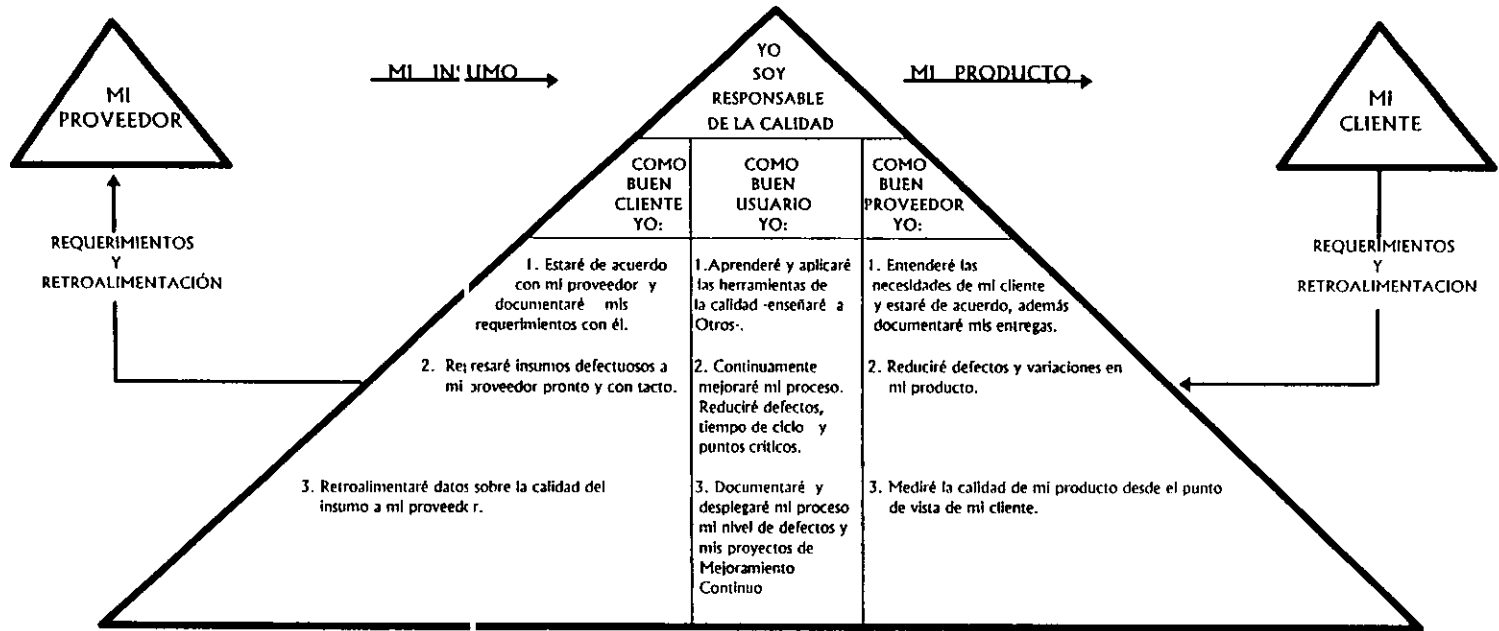 MI
PROVEEDOR
MI INSUMO
YO
SOY
RESPONSABLE
DE LA CALIDAD
MI PRODUCTO
MI
CLIENTE
REQUERIMIENTOS
Y
RETROALIMENTACIÓN
COMO
BUEN
CLIENTE
YO:
COMO
BUEN
USUARIO
YO:
COMO
BUEN
PROVEEDOR
YO:
REQUERIMIENTOS
Y
RETROALIMENTACION
1. Estaré de acuerdo
con mi proveedor y
documentaré mis
requerimientos con él.
2. Regresaré insumos defectuosos a
mi proveedor pronto y con tacto.
3. Retroalimentaré datos sobre la calidad del
insumo a mi proveedor.
1.Aprenderé y aplicaré
las herramientas de
la calidad -enseñaré a
Otros-.
2. Continuamente
mejoraré mi proceso.
Reduciré defectos,
tiempo de ciclo y
puntos críticos.
3. Documentaré y
desplegaré mi proceso
mi nivel de defectos y
mis proyectos de
Mejoramiento
Continuo
1. Entenderé las
necesidades de mi cliente
y estaré de acuerdo, además
documentaré mis entregas.
2. Reduciré defectos y variaciones en
mi producto.
3. Mediré la calidad de mi producto desde el punto
de vista de mi cliente.